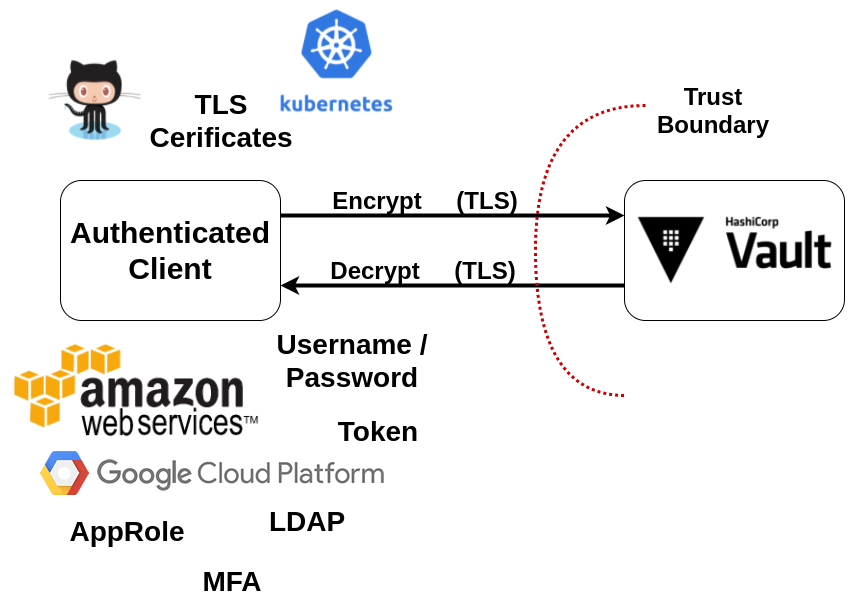 kubernetes
TLS
Cerificates
Trust
Boundary
Encrypt (TLS)
Authenticated
Client
HashiCorp
Vault
Decrypt (TLS)
Username /
Password
amazon
web services™
Token
Google Cloud Platform
AppRole
LDAP
MFA